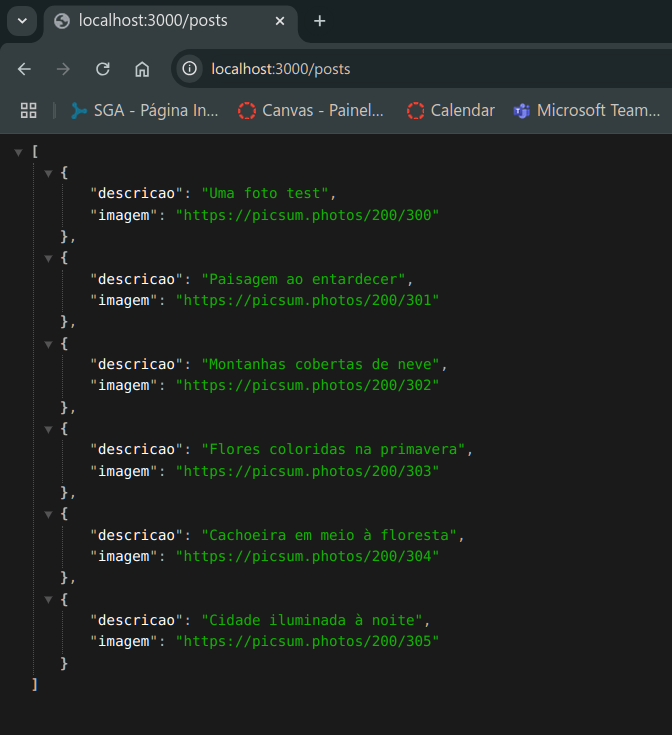 localhost:3000/posts
localhost:3000/posts
SGA - Página In... Canvas - Painel... Calendar Microsoft Team...
[
{
"descricao": "Uma foto test",
"imagem": "https://picsum.photos/200/300"
},
{
"descricao": "Paisagem ao entardecer",
"imagem": "https://picsum.photos/200/301"
},
{
"descricao": "Montanhas cobertas de neve",
"imagem": "https://picsum.photos/200/302"
},
{
"descricao": "Flores coloridas na primavera",
"imagem": "https://picsum.photos/200/303"
},
{
"descricao": "Cachoeira em meio à floresta",
"imagem": "https://picsum.photos/200/304"
},
{
"descricao": "Cidade iluminada à noite",
"imagem": "https://picsum.photos/200/305"
}
]